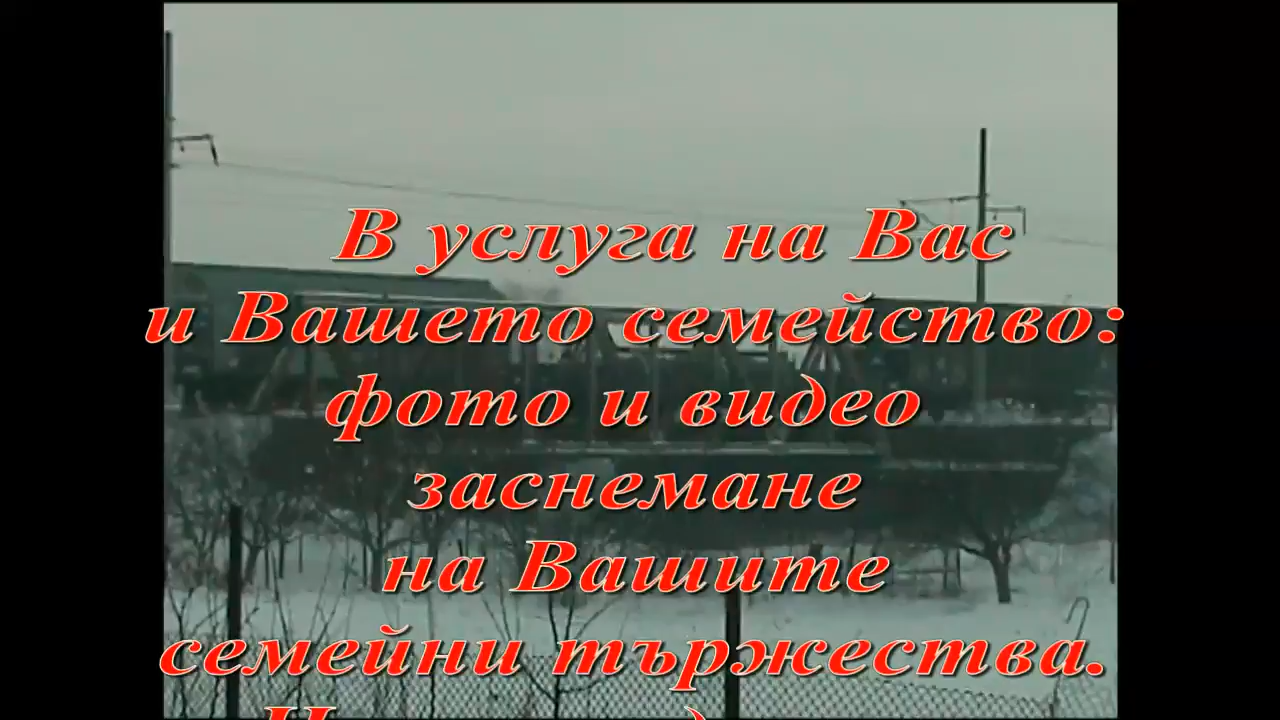 В услуга на Вас
и Вашето семейство:
фото и видео
заснемане
на Вашите
семейни тържества.